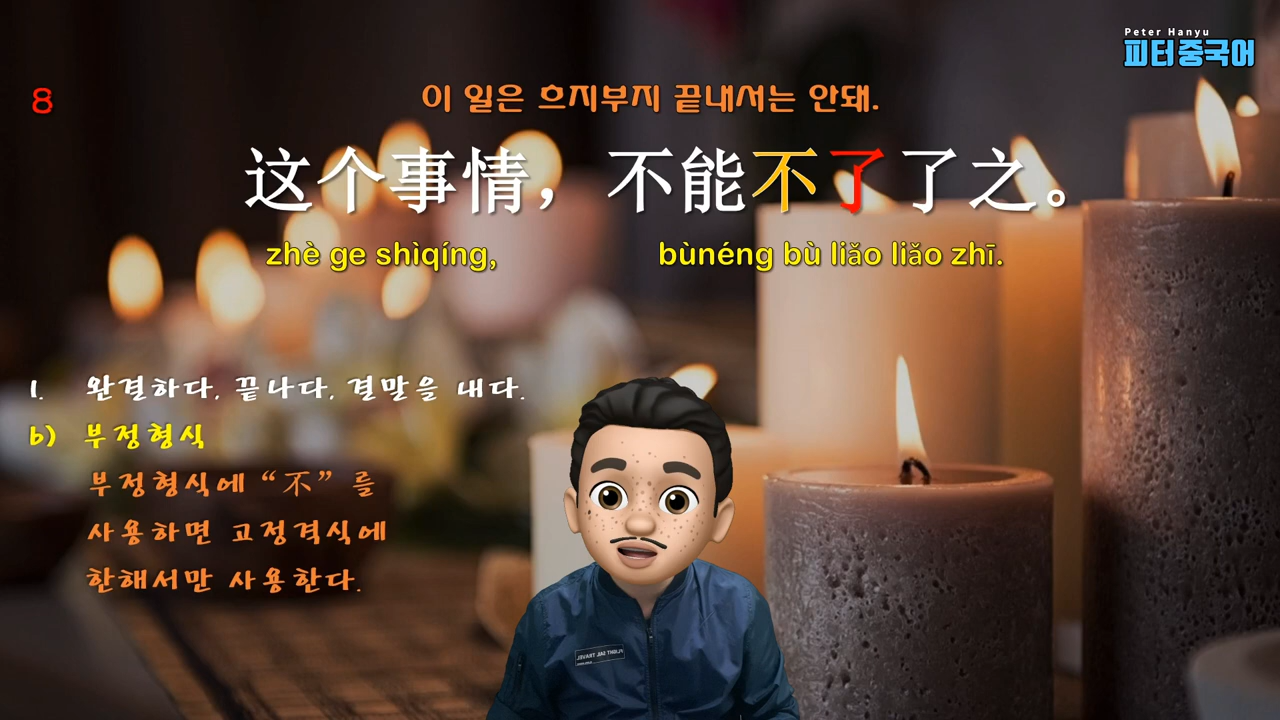 Peter Hanyu
피터 중국어
8
이 일은 흐지부지 끝내서는 안돼.
这个事情，不能不了了之。
zhè ge shìqíng, bùnéng bù liǎo liǎo zhī.
1. 완결하다, 끝나다, 결말을 내다.
b) 부정형식
부정형식에 “不” 를
사용하면 고정격식에
한해서만 사용한다.